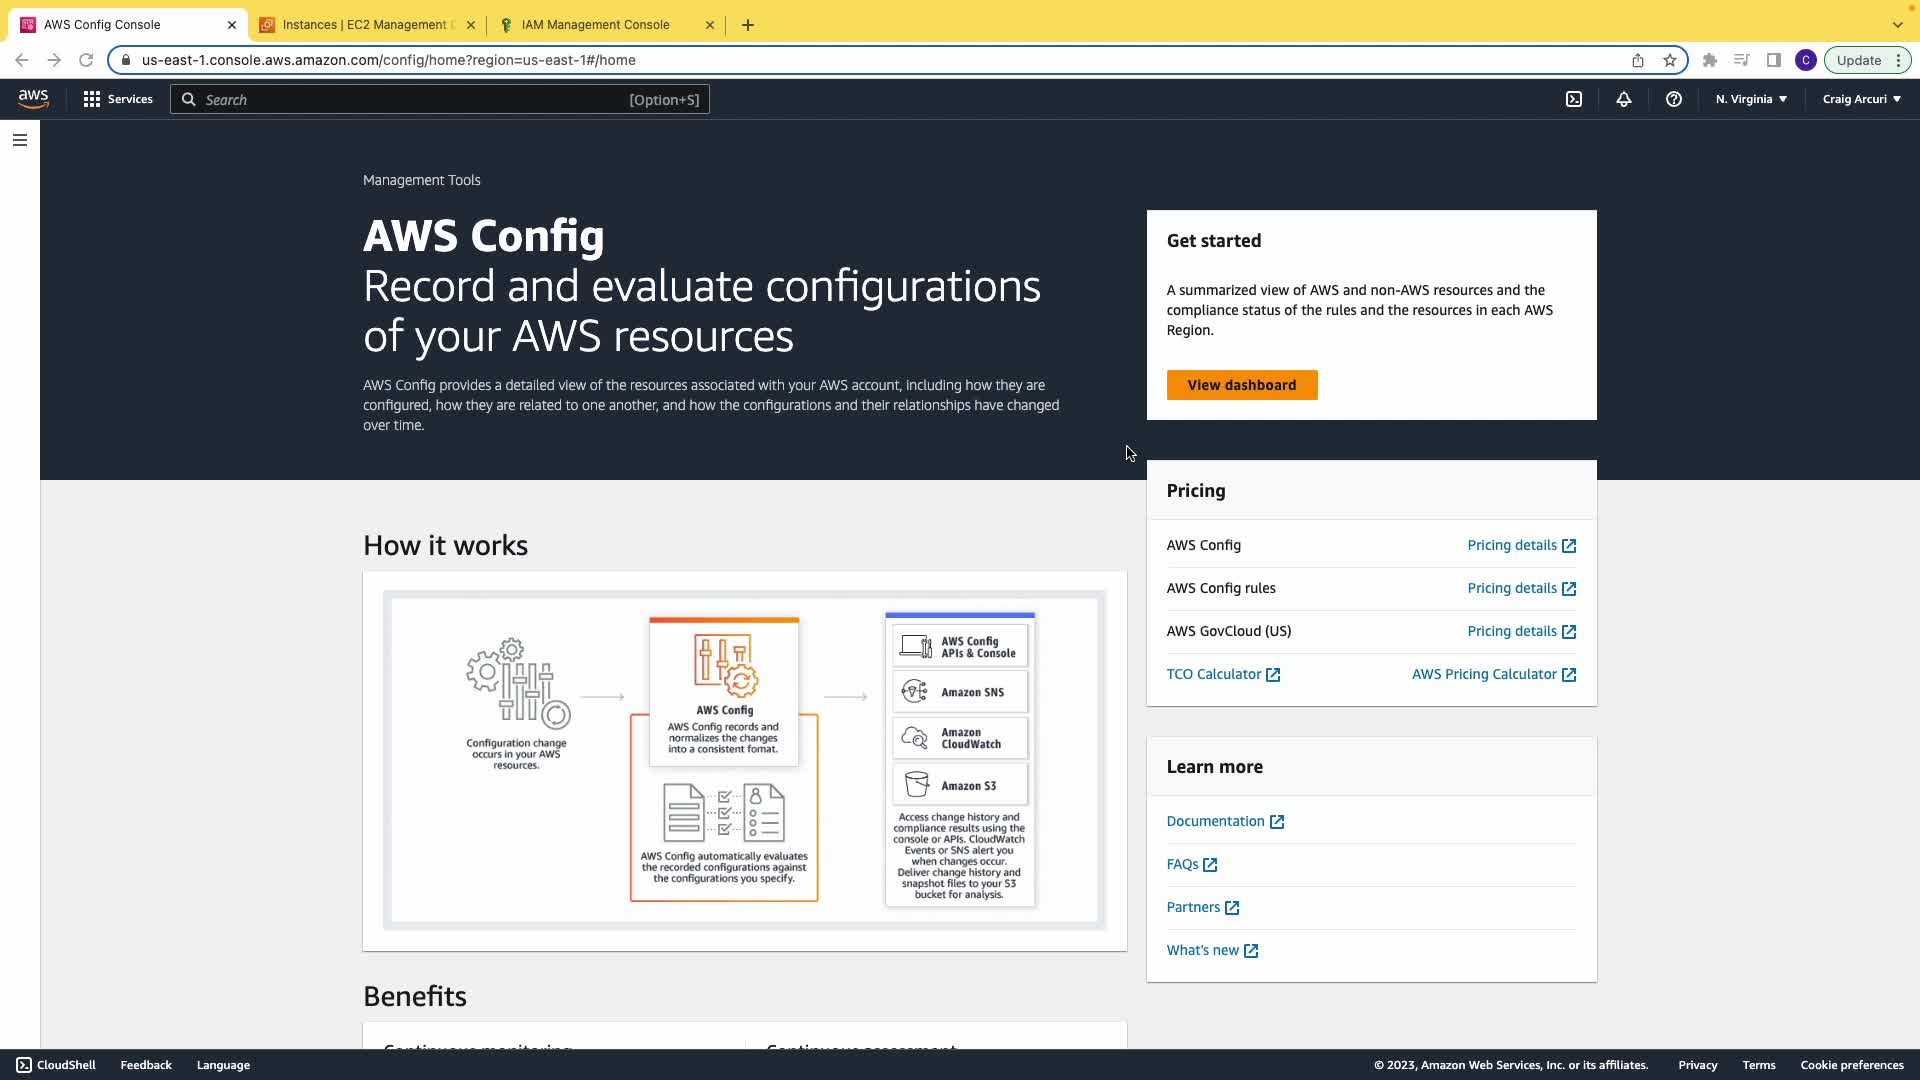 AWS Config Console
Instances | EC2 Management C
IAM Management Console
us-east-1.console.aws.amazon.com/config/home?region=us-east-1#/home
C
Update
aws
Services
Search
[Option+S]
N. Virginia
Craig Arcuri
Management Tools
AWS Config
Record and evaluate configurations
of your AWS resources
AWS Config provides a detailed view of the resources associated with your AWS account, including how they are
configured, how they are related to one another, and how the configurations and their relationships have changed
over time.
Get started
A summarized view of AWS and non-AWS resources and the
compliance status of the rules and the resources in each AWS
Region.
View dashboard
Pricing
AWS Config
Pricing details
AWS Config rules
Pricing details
AWS GovCloud (US)
Pricing details
TCO Calculator
AWS Pricing Calculator
How it works
Configuration change
occurs in your AWS
resources.
AWS Config
AWS Config records and
normalizes the changes
into a consistent fomat.
AWS Config automatically evaluates
the recorded configurations against
the configurations you specify.
AWS Config
APIs & Console
Amazon SNS
Amazon
CloudWatch
Amazon S3
Access change history and
compliance results using the
console or APIs. CloudWatch
Events or SNS alert you
when changes occur.
Deliver change history and
snapshot files to your S3
bucket for analysis.
Learn more
Documentation
FAQs
Partners
What's new
Benefits
Continuous monitoring
Continuous assessment
CloudShell
Feedback
Language
© 2023, Amazon Web Services, Inc. or its affiliates.
Privacy
Terms
Cookie preferences